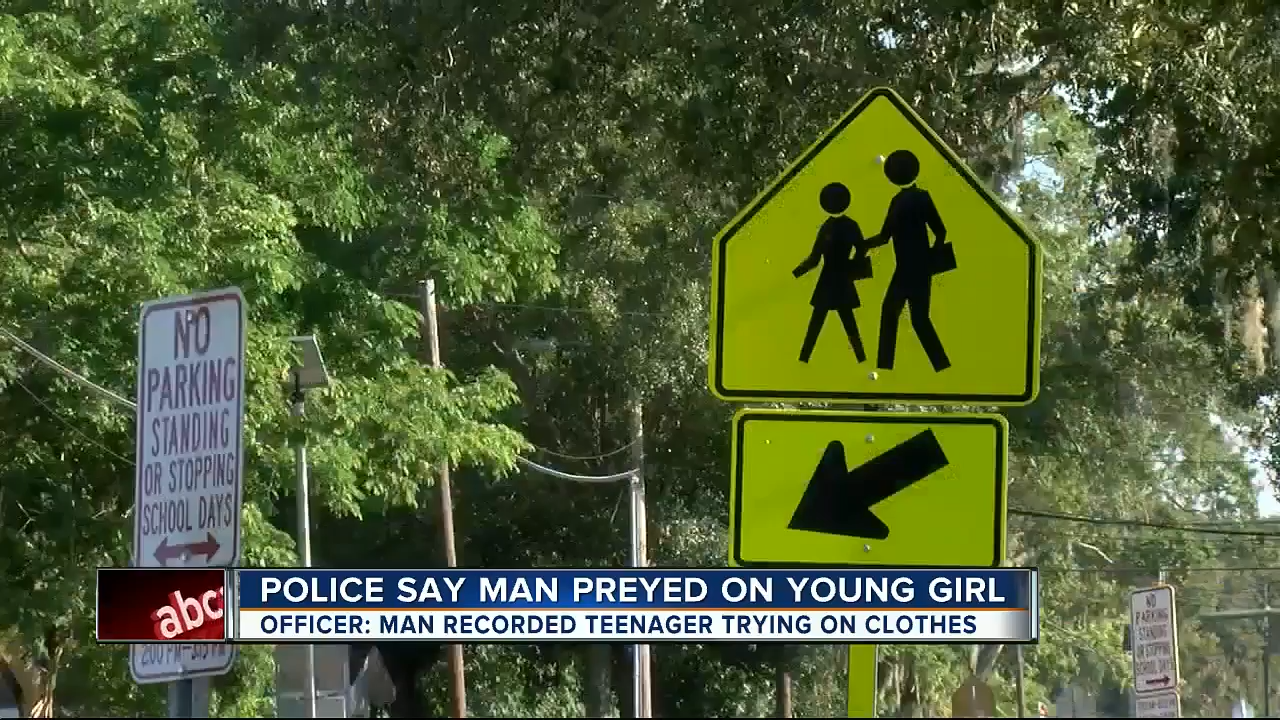 NO
PARKING
STANDING
OR STOPPING
SCHOOL DAYS
abc
POLICE SAY MAN PREYED ON YOUNG GIRL
OFFICER: MAN RECORDED TEENAGER TRYING ON CLOTHES
NO
PARKING
STANDING
OR STOPPING
SCHOOL DAYS